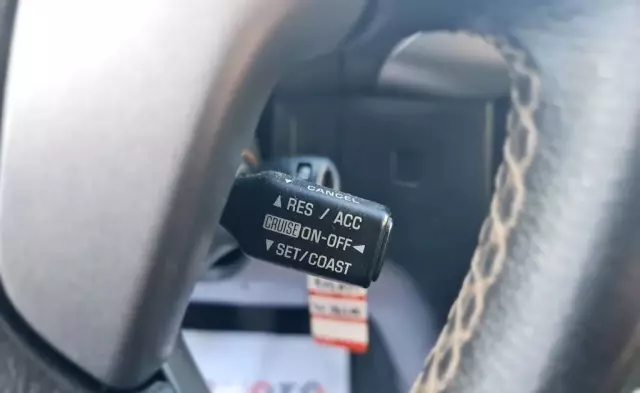 ▼ CANCEL
▲ RES / ACC
CRUISE ON-OFF ◄
▼ SET/COAST